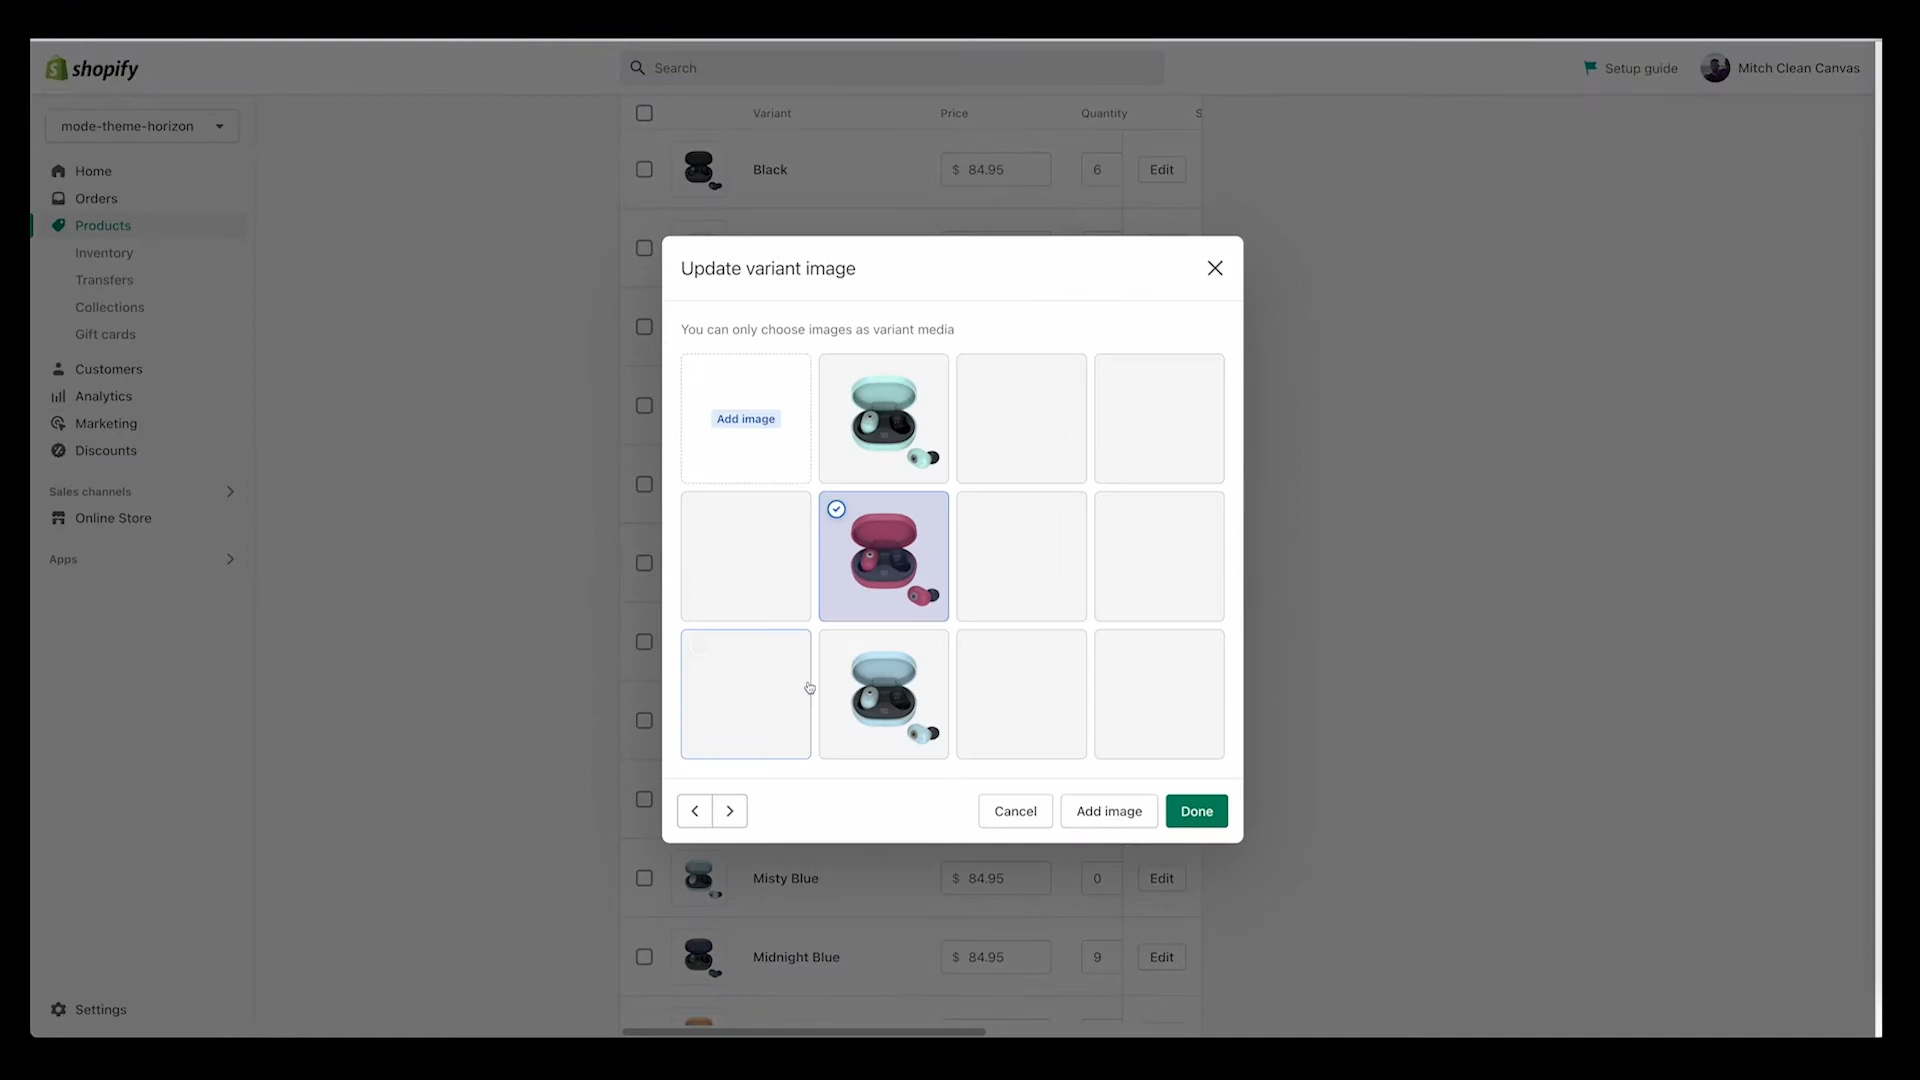 shopify
Search
Setup guide
Mitch Clean Canvas
mode-theme-horizon
Home
Orders
Products
Inventory
Transfers
Collections
Gift cards
Customers
Analytics
Marketing
Discounts
Sales channels
Online Store
Apps
Settings
Variant Price Quantity S
Black $ 84.95 6 Edit
Update variant image
You can only choose images as variant media
Add image
Cancel Add image Done
Misty Blue $ 84.95 0 Edit
Midnight Blue $ 84.95 9 Edit